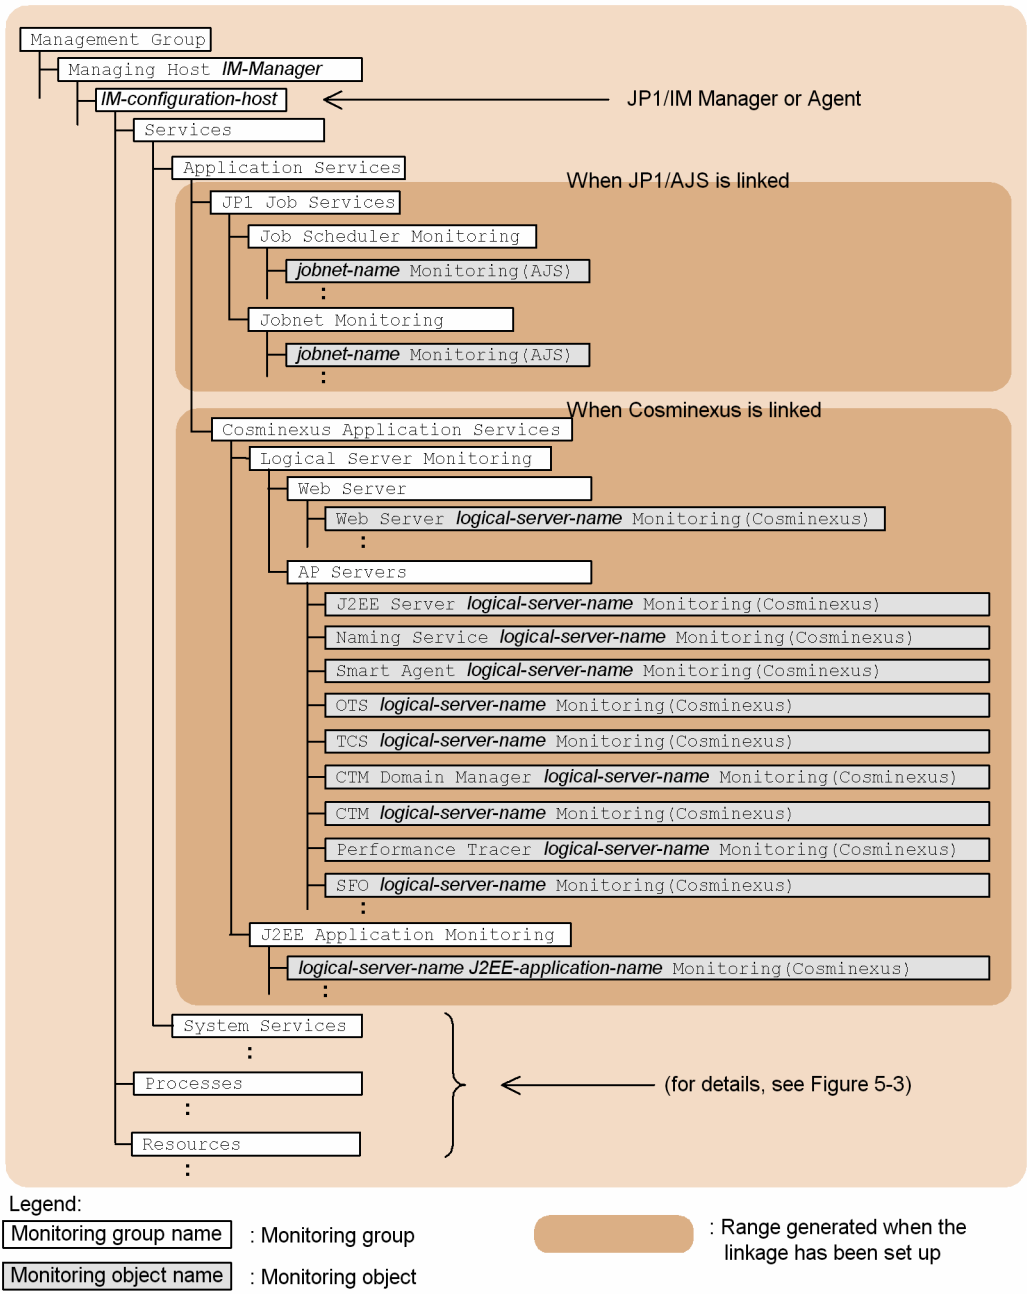 Management Group
Managing Host IM-Manager
IM-configuration-host
JP1/IM Manager or Agent
Services
Application Services
When JP1/AJS is linked
JP1 Job Services
Job Scheduler Monitoring
jobnet-name Monitoring(AJS)
:
Jobnet Monitoring
jobnet-name Monitoring(AJS)
:
When Cosminexus is linked
Cosminexus Application Services
Logical Server Monitoring
Web Server
Web Server logical-server-name Monitoring(Cosminexus)
:
AP Servers
J2EE Server logical-server-name Monitoring(Cosminexus)
Naming Service logical-server-name Monitoring(Cosminexus)
Smart Agent logical-server-name Monitoring(Cosminexus)
OTS logical-server-name Monitoring(Cosminexus)
TCS logical-server-name Monitoring(Cosminexus)
CTM Domain Manager logical-server-name Monitoring(Cosminexus)
CTM logical-server-name Monitoring(Cosminexus)
Performance Tracer logical-server-name Monitoring(Cosminexus)
SFO logical-server-name Monitoring(Cosminexus)
:
J2EE Application Monitoring
logical-server-name J2EE-application-name Monitoring(Cosminexus)
:
System Services
:
Processes
(for details, see Figure 5-3)
:
Resources
:
Legend:
Monitoring group name : Monitoring group
Monitoring object name : Monitoring object
: Range generated when the
linkage has been set up